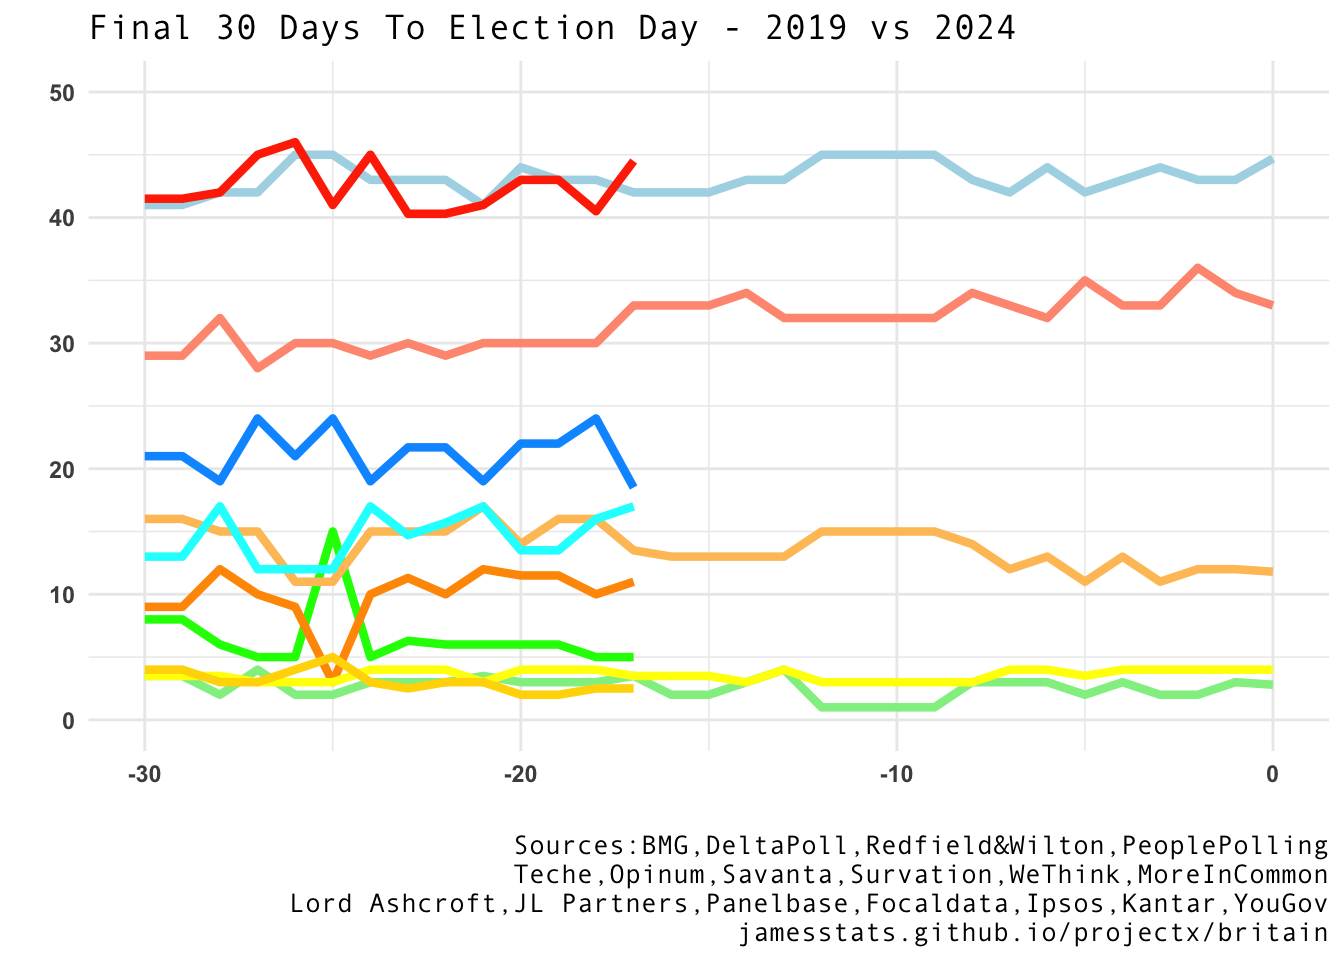 Final 30 Days To Election Day - 2019 vs 2024
50
40
30
20
10
0
-30 -20 -10 0
Sources:BMG,DeltaPoll,Redfield&Wilton,PeoplePolling
Teche,Opinum,Savanta,Survation,WeThink,MoreInCommon
Lord Ashcroft,JL Partners,Panelbase,Focaldata,Ipsos,Kantar,YouGov
jamesstats.github.io/projectx/britain